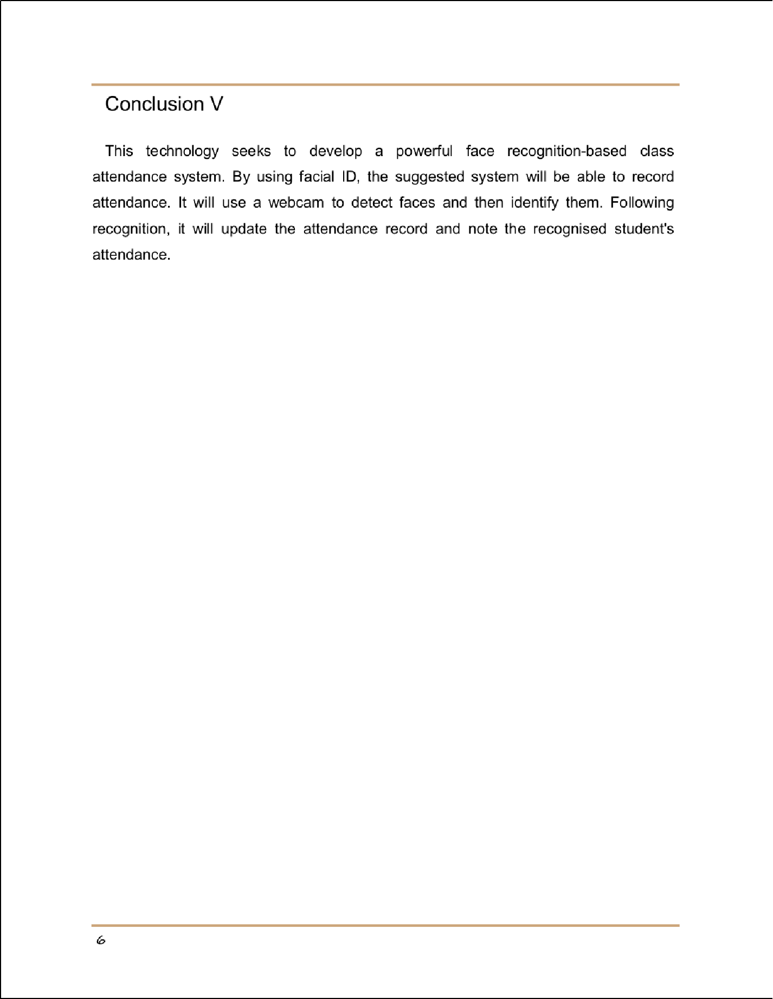 Conclusion V
This technology seeks to develop a powerful face recognition-based class
attendance system. By using facial ID, the suggested system will be able to record
attendance. It will use a webcam to detect faces and then identify them. Following
recognition, it will update the attendance record and note the recognised student's
attendance.
6